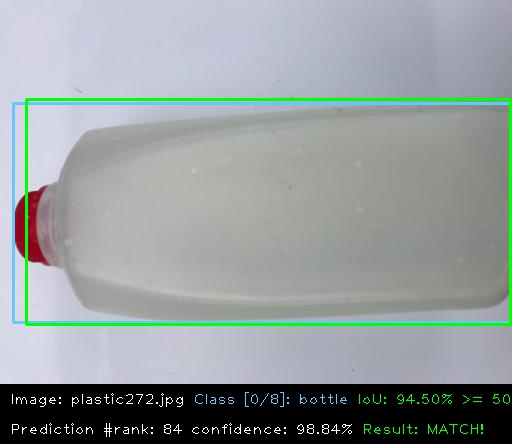 Image: plastic272.jpg Class [0/8]: bottle IoU: 94.50% >= 50
Prediction #rank: 84 confidence: 98.84% Result: MATCH!